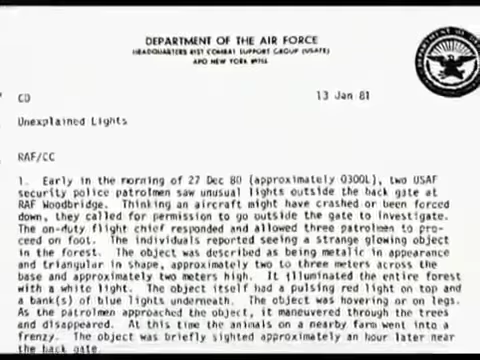 DEPARTMENT OF THE AIR FORCE
HEADQUARTERS 81ST COMBAT SUPPORT GROUP (USAFE)
APO NEW YORK 09755
CD
13 Jan 81
Unexplained Lights
RAF/CC
1. Early in the morning of 27 Dec 80 (approximately 0300L), two USAF
security police patrolmen saw unusual lights outside the back gate at
RAF Woodbridge. Thinking an aircraft might have crashed or been forced
down, they called for permission to go outside the gate to investigate.
The on-duty flight chief responded and allowed three patrolmen to pro-
ceed on foot. The individuals reported seeing a strange glowing object
in the forest. The object was described as being metalic in appearance
and triangular in shape, approximately two to three meters across the
base and approximately two meters high. It illuminated the entire forest
with a white light. The object itself had a pulsing red light on top and
a bank(s) of blue lights underneath. The object was hovering or on legs.
As the patrolmen approached the object, it maneuvered through the trees
and disappeared. At this time the animals on a nearby farm went into a
frenzy. The object was briefly sighted approximately an hour later near
the back gate.